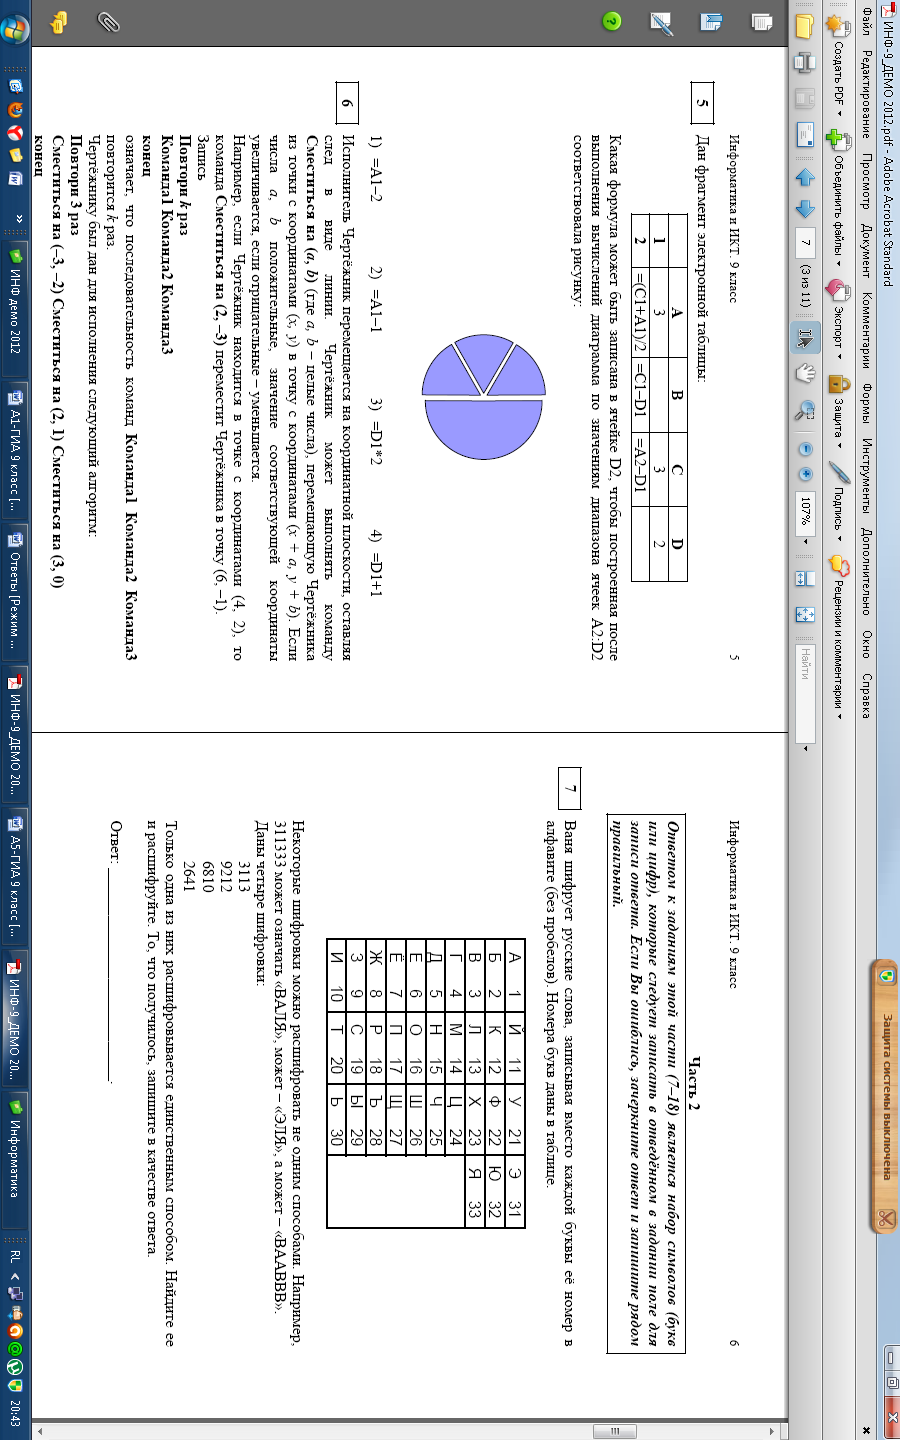 ИНФ-9_ДЕМО 2012.pdf - Adobe Acrobat Standard
Файл Редактирование Просмотр Документ Комментарии Формы Инструменты Дополнительно Окно Справка
Создать PDF Объединить файлы Экспорт Защита Подпись Рецензии и комментарии
7 (3 из 11) 107% Найти
Защита системы выключена
Информатика и ИКТ. 9 класс 5
5 Дан фрагмент электронной таблицы:
A B C D
1 3 3 2
2 =(C1+A1)/2 =C1–D1 =A2–D1
Какая формула может быть записана в ячейке D2, чтобы построенная после
выполнения вычислений диаграмма по значениям диапазона ячеек A2:D2
соответствовала рисунку:
1) =A1–2 2) =A1–1 3) =D1*2 4) =D1+1
6 Исполнитель Чертёжник перемещается на координатной плоскости, оставляя
след в виде линии. Чертёжник может выполнять команду
Сместиться на (a, b) (где a, b – целые числа), перемещающую Чертёжника
из точки с координатами (x, y) в точку с координатами (x + a, y + b). Если
числа a, b положительные, значение соответствующей координаты
увеличивается, если отрицательные – уменьшается.
Например, если Чертёжник находится в точке с координатами (4, 2), то
команда Сместиться на (2, –3) переместит Чертёжника в точку (6, –1).
Запись
Повтори k раз
Команда1 Команда2 Команда3
конец
означает, что последовательность команд Команда1 Команда2 Команда3
повторится k раз.
Чертёжнику был дан для исполнения следующий алгоритм:
Повтори 3 раз
Сместиться на (–3, –2) Сместиться на (2, 1) Сместиться на (3, 0)
конец
Информатика и ИКТ. 9 класс 6
Часть 2
Ответом к заданиям этой части (7–18) является набор символов (букв
или цифр), которые следует записать в отведённом в задании поле для
записи ответа. Если Вы ошиблись, зачеркните ответ и запишите рядом
правильный.
7 Ваня шифрует русские слова, записывая вместо каждой буквы её номер в
алфавите (без пробелов). Номера букв даны в таблице.
А 1 Й 11 У 21 Э 31
Б 2 К 12 Ф 22 Ю 32
В 3 Л 13 Х 23 Я 33
Г 4 М 14 Ц 24
Д 5 Н 15 Ч 25
Е 6 О 16 Ш 26
Ё 7 П 17 Щ 27
Ж 8 Р 18 Ъ 28
З 9 С 19 Ы 29
И 10 Т 20 Ь 30
Некоторые шифровки можно расшифровать не одним способами. Например,
311333 может означать «ВАЛЯ», может – «ЭЛЯ», а может – «ВААВВВ».
Даны четыре шифровки:
3113
9212
6810
2641
Только одна из них расшифровывается единственным способом. Найдите ее
и расшифруйте. То, что получилось, запишите в качестве ответа.
Ответ:
ИНФ демо 2012
А1-ГИА 9 класс [...
Ответы [Режим ...
ИНФ-9_ДЕМО 20...
А5-ГИА 9 класс [...
ИНФ-9_ДЕМО 20...
Информатика
RL
20:43